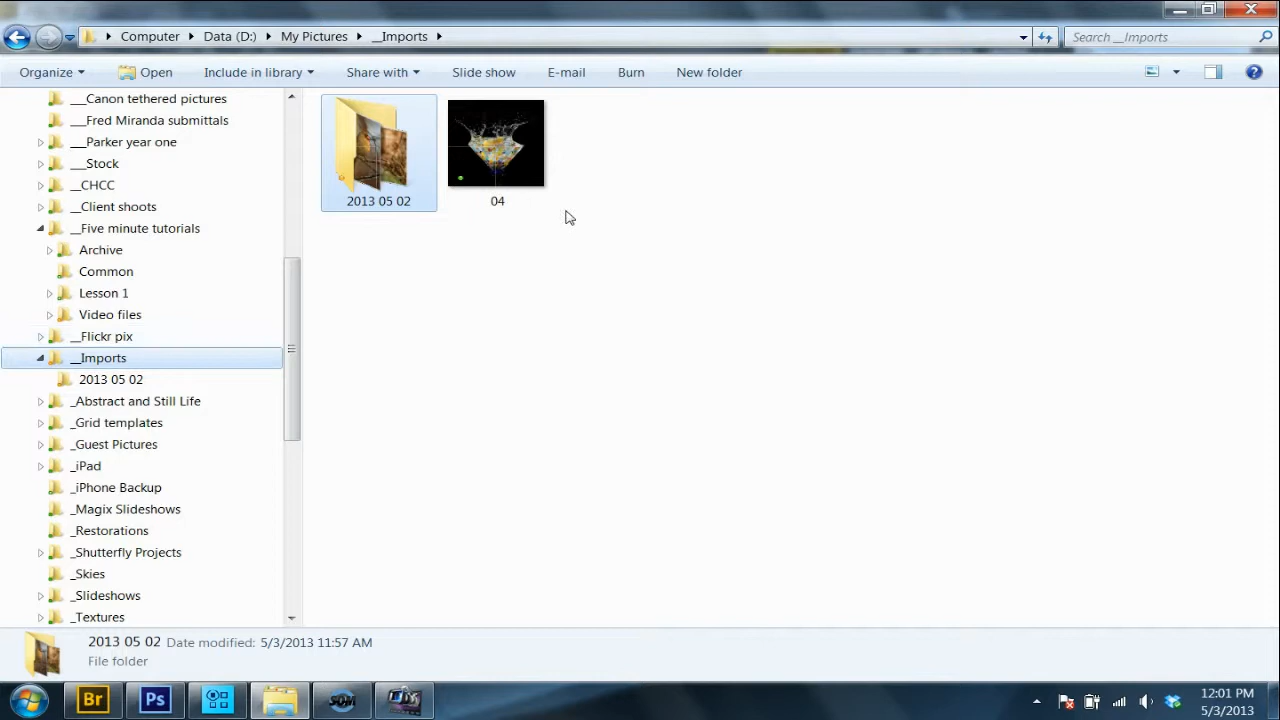 Computer Data (D:) My Pictures __Imports Search __Imports
Organize Open Include in library Share with Slide show E-mail Burn New folder
___Canon tethered pictures
___Fred Miranda submittals
___Parker year one
___Stock
__CHCC
__Client shoots
__Five minute tutorials
Archive
Common
Lesson 1
Video files
__Flickr pix
__Imports
2013 05 02
_Abstract and Still Life
_Grid templates
_Guest Pictures
_iPad
_iPhone Backup
_Magix Slideshows
_Restorations
_Shutterfly Projects
_Skies
_Slideshows
_Textures
2013 05 02
04
2013 05 02 Date modified: 5/3/2013 11:57 AM
File folder
Br Ps SQM
12:01 PM
5/3/2013